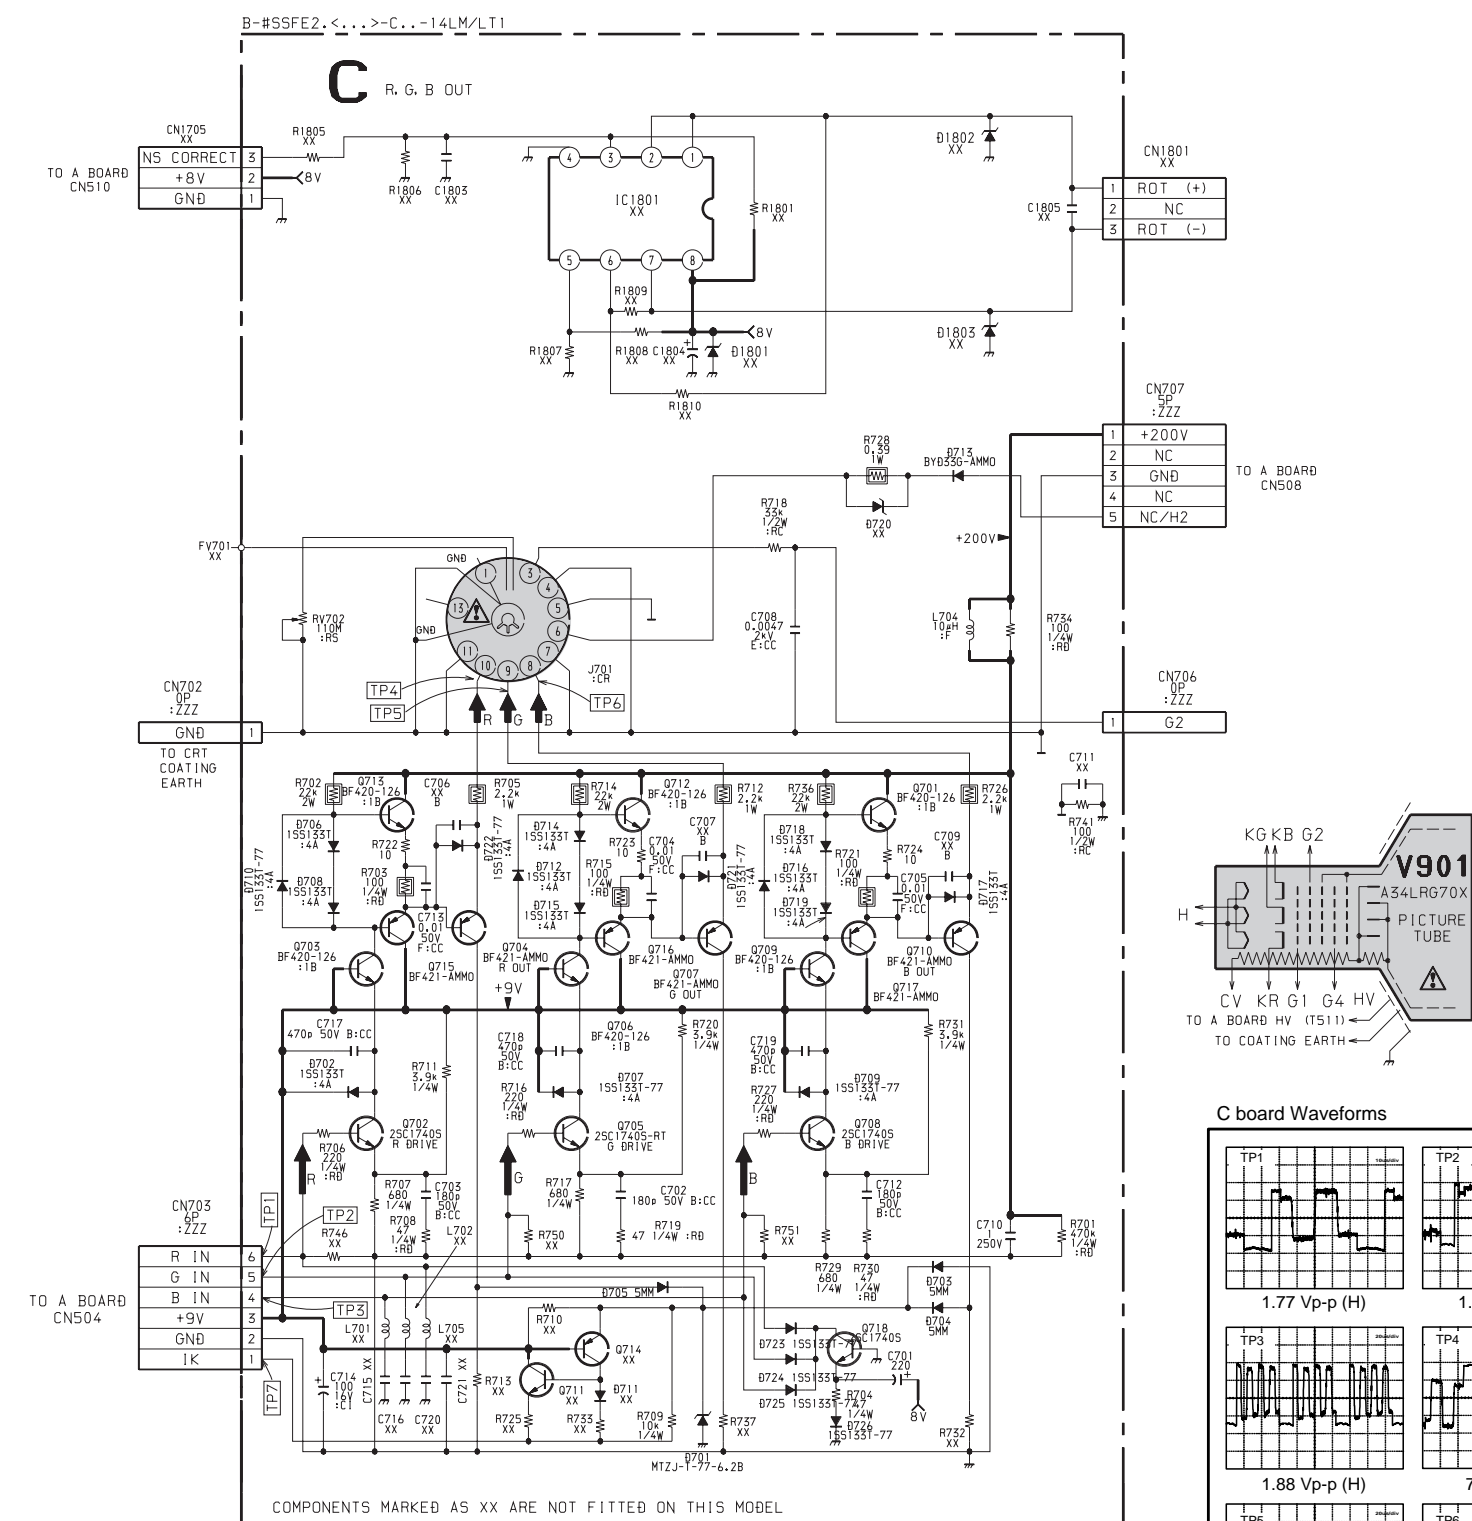 B-#SSFE2.<...>-C..-14LM/LT1
C R. G. B OUT
CN1705
XX
NS CORRECT 3
+8V 2
GND 1
TO A BOARD
CN510
R1805
XX
8V
R1806
XX
C1803
XX
4 3 2 1
IC1801
XX
5 6 7 8
R1801
XX
D1802
XX
C1805
XX
CN1801
XX
1 ROT (+)
2 NC
3 ROT (-)
R1809
XX
R1807
XX
R1808
XX
C1804
XX
+
D1801
XX
8V
D1803
XX
R1810
XX
CN707
5P
:ZZZ
1 +200V
2 NC
3 GND
4 NC
5 NC/H2
TO A BOARD
CN508
R728
0.39
1W
D713
BYD33G-AMMO
D720
XX
R718
33k
1/2W
:RC
+200V
FV701
XX
GND
1 3 4 5 6 7 8 9 10 11 13
GND
RV702
110M
:RS
J701
:CR
C708
0.0047
2kV
E:CC
L704
10µH
:F
R734
100
1/4W
:RD
TP4
TP5
TP6
R G B
CN702
0P
:ZZZ
GND 1
TO CRT
COATING
EARTH
CN706
0P
:ZZZ
1 G2
C711
XX
R741
100
1/2W
:RC
R702
22k
2W
Q713
BF420-126
:1B
C706
XX
B
R705
2.2k
1W
R714
22k
2W
Q712
BF420-126
:1B
R712
2.2k
1W
R736
22k
2W
Q701
BF420-126
:1B
R726
2.2k
1W
D706
1SS133T
:4A
R722
10
D722
1SS133T-77
:4A
D714
1SS133T
:4A
R723
10
C704
0.01
50V
F:CC
C707
XX
B
D718
1SS133T
:4A
R721
100
1/4W
:RD
R724
10
C709
XX
B
D710
1SS133T-77
:4A
D708
1SS133T
:4A
R703
100
1/4W
:RD
C713
0.01
50V
F:CC
D712
1SS133T
:4A
R715
100
1/4W
:RD
D715
1SS133T
:4A
D721
1SS133T-77
:4A
D716
1SS133T
:4A
D719
1SS133T
:4A
C705
0.01
50V
F:CC
D717
1SS133T
:4A
Q703
BF420-126
:1B
Q715
BF421-AMMO
Q704
BF421-AMMO
R OUT
Q716
BF421-AMMO
Q707
BF421-AMMO
G OUT
Q709
BF420-126
:1B
Q710
BF421-AMMO
B OUT
Q717
BF421-AMMO
+9V
C717
470p 50V B:CC
D702
1SS133T
:4A
R711
3.9k
1/4W
C718
470p
50V
B:CC
Q706
BF420-126
:1B
R720
3.9k
1/4W
D707
1SS133T-77
:4A
R716
220
1/4W
:RD
C719
470p
50V
B:CC
R727
220
1/4W
:RD
D709
1SS133T-77
:4A
R731
3.9k
1/4W
Q702
2SC1740S
R DRIVE
Q705
2SC1740S-RT
G DRIVE
Q708
2SC1740S
B DRIVE
R706
220
1/4W
:RD
R
G
B
R707
680
1/4W
C703
180p
50V
B:CC
R708
47
1/4W
:RD
L702
XX
R717
680
1/4W
C702
180p 50V B:CC
R750
XX
R719
47 1/4W :RD
R751
XX
C712
180p
50V
B:CC
R729
680
1/4W
R730
47
1/4W
:RD
C710
1
250V
R701
470k
1/4W
:RD
CN703
6P
:ZZZ
TP1
TP2
R746
XX
R IN 6
G IN 5
B IN 4
+9V 3
GND 2
IK 1
TO A BOARD
CN504
TP3
TP7
D705 5MM
D703
5MM
D704
5MM
R710
XX
L701
XX
L705
XX
Q714
XX
D723 1SS133T-77
D724 1SS133T-77
D725 1SS133T-77
Q718
2SC1740S
C701
220
+
8V
C714
100
16V
:CI
+
C715 XX
C716
XX
C720
XX
C721 XX
R713
XX
Q711
XX
D711
XX
R725
XX
R733
XX
R709
10k
1/4W
R737
XX
R704
47
1/4W
D726
1SS133T-77
R732
XX
D701
MTZJ-T-77-6.2B
COMPONENTS MARKED AS XX ARE NOT FITTED ON THIS MODEL
KG KB G2
V901
A34LRG70X
PICTURE
TUBE
H
CV KR G1 G4 HV
TO A BOARD HV (T511)
TO COATING EARTH
C board Waveforms
TP1
TP2
1.77 Vp-p (H)
1.
TP3
TP4
1.88 Vp-p (H)
7
TP5
TP6